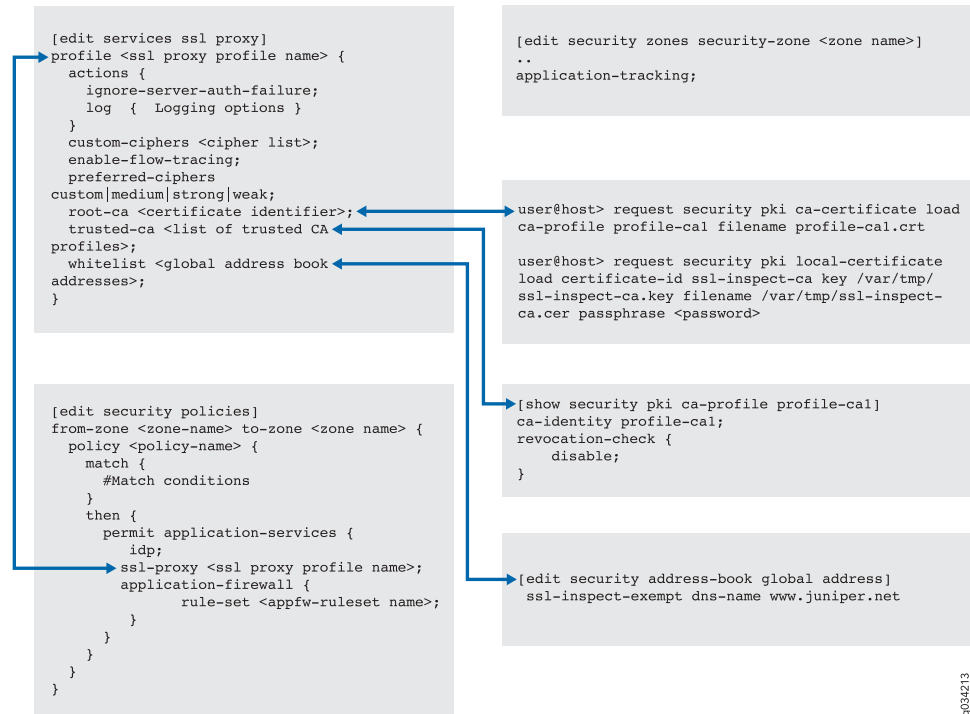 [edit services ssl proxy]
profile <ssl proxy profile name> {
actions {
ignore-server-auth-failure;
log { Logging options }
}
custom-ciphers <cipher list>;
enable-flow-tracing;
preferred-ciphers
custom|medium|strong|weak;
root-ca <certificate identifier>;
trusted-ca <list of trusted CA
profiles>;
whitelist <global address book
addresses>;
}
[edit security policies]
from-zone <zone-name> to-zone <zone name> {
policy <policy-name> {
match {
#Match conditions
}
then {
permit application-services {
idp;
ssl-proxy <ssl proxy profile name>;
application-firewall {
rule-set <appfw-ruleset name>;
}
}
}
}
}
[edit security zones security-zone <zone name>]
..
application-tracking;
user@host> request security pki ca-certificate load
ca-profile profile-ca1 filename profile-ca1.crt
user@host> request security pki local-certificate
load certificate-id ssl-inspect-ca key /var/tmp/
ssl-inspect-ca.key filename /var/tmp/ssl-inspect-
ca.cer passphrase <password>
[show security pki ca-profile profile-ca1]
ca-identity profile-ca1;
revocation-check {
disable;
}
[edit security address-book global address]
ssl-inspect-exempt dns-name www.juniper.net
g034213